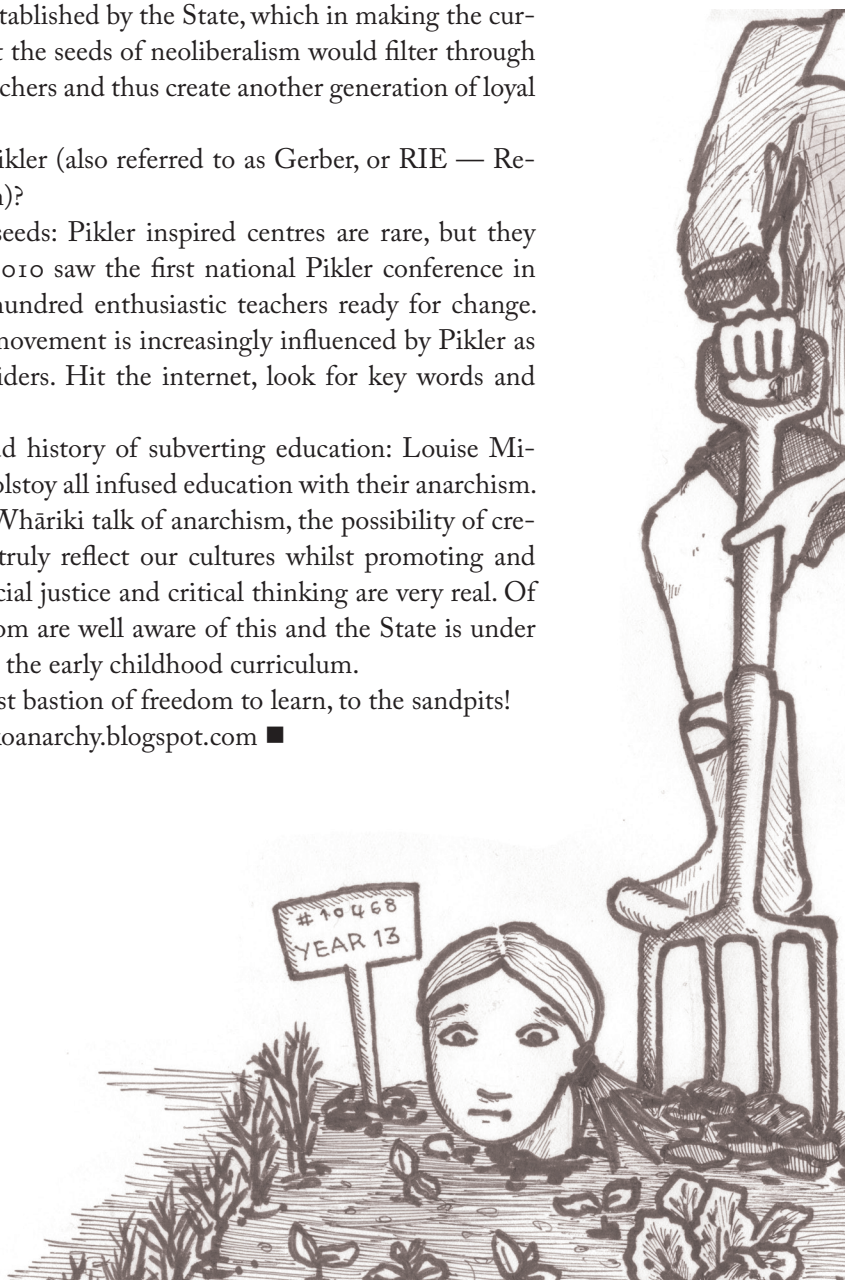 tablished by the State, which in making the cur-
t the seeds of neoliberalism would filter through
chers and thus create another generation of loyal
ikler (also referred to as Gerber, or RIE — Re-
n)?
seeds: Pikler inspired centres are rare, but they
010 saw the first national Pikler conference in
hundred enthusiastic teachers ready for change.
movement is increasingly influenced by Pikler as
iders. Hit the internet, look for key words and
d history of subverting education: Louise Mi-
olstoy all infused education with their anarchism.
Whāriki talk of anarchism, the possibility of cre-
truly reflect our cultures whilst promoting and
cial justice and critical thinking are very real. Of
om are well aware of this and the State is under
the early childhood curriculum.
st bastion of freedom to learn, to the sandpits!
koanarchy.blogspot.com ■
#10468
YEAR 13